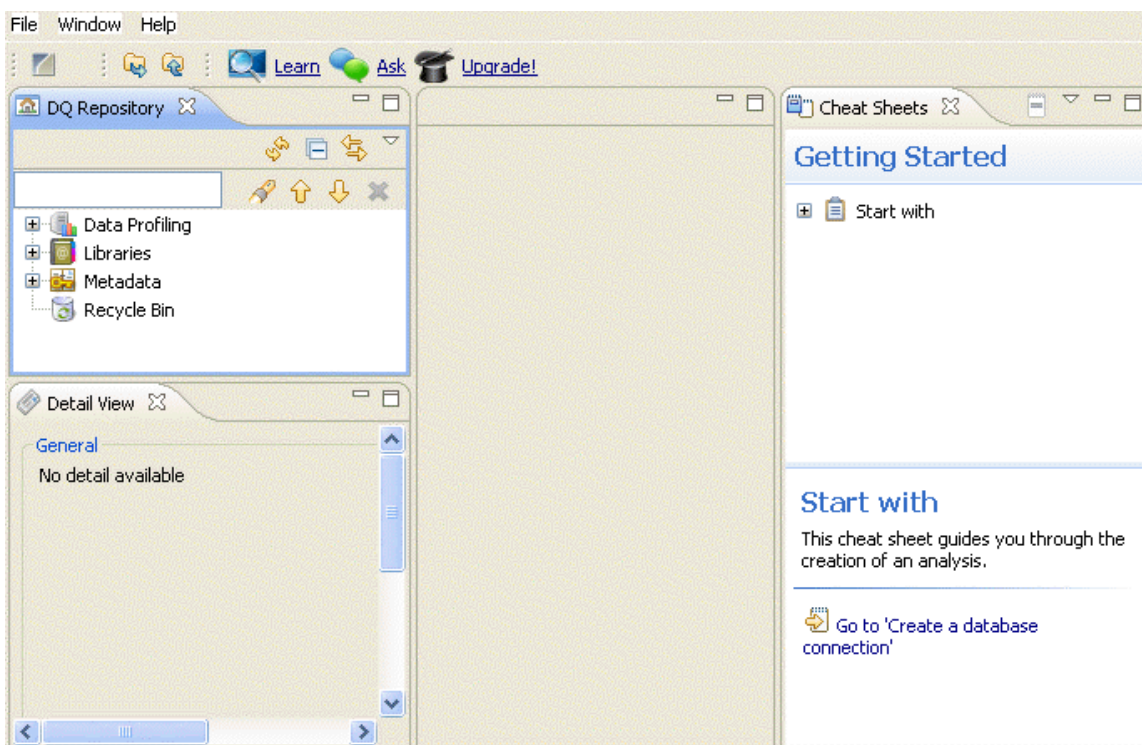 File Window Help
Learn Ask Upgrade!
DQ Repository
Data Profiling
Libraries
Metadata
Recycle Bin
Detail View
General
No detail available
Cheat Sheets
Getting Started
Start with
Start with
This cheat sheet guides you through the
creation of an analysis.
Go to 'Create a database
connection'